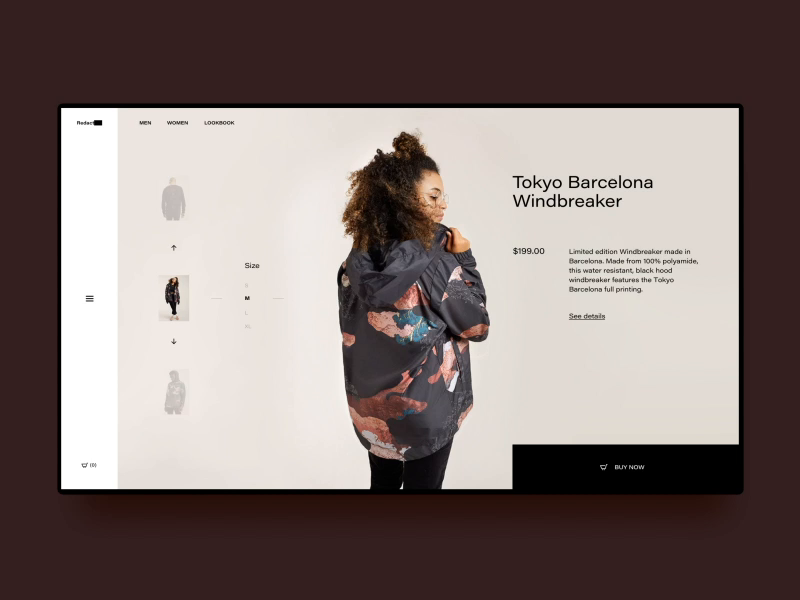 Redact
MEN WOMEN LOOKBOOK
Tokyo Barcelona
Windbreaker
$199.00
Limited edition Windbreaker made in
Barcelona. Made from 100% polyamide,
this water resistant, black hood
windbreaker features the Tokyo
Barcelona full printing.
See details
Size
S
M
L
XL
(0)
BUY NOW